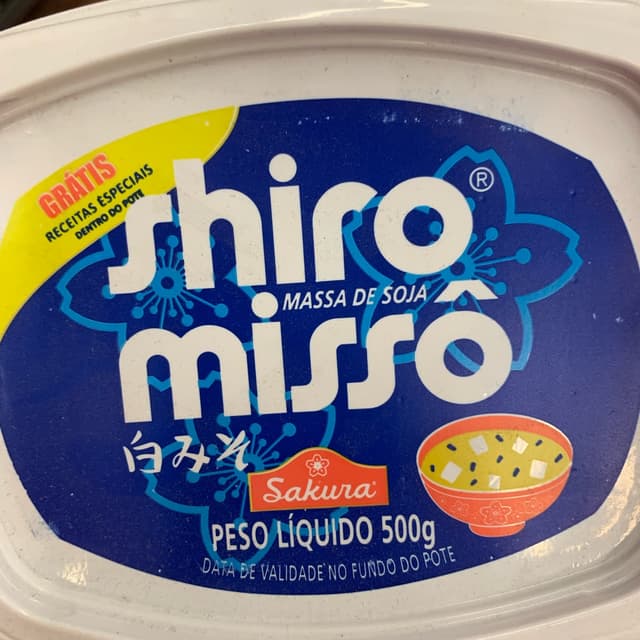 GRÁTIS
RECEITAS ESPECIAIS
DENTRO DO POTE
shiro®
MASSA DE SOJA
missô
白みそ
Sakura
PESO LÍQUIDO 500g
DATA DE VALIDADE NO FUNDO DO POTE